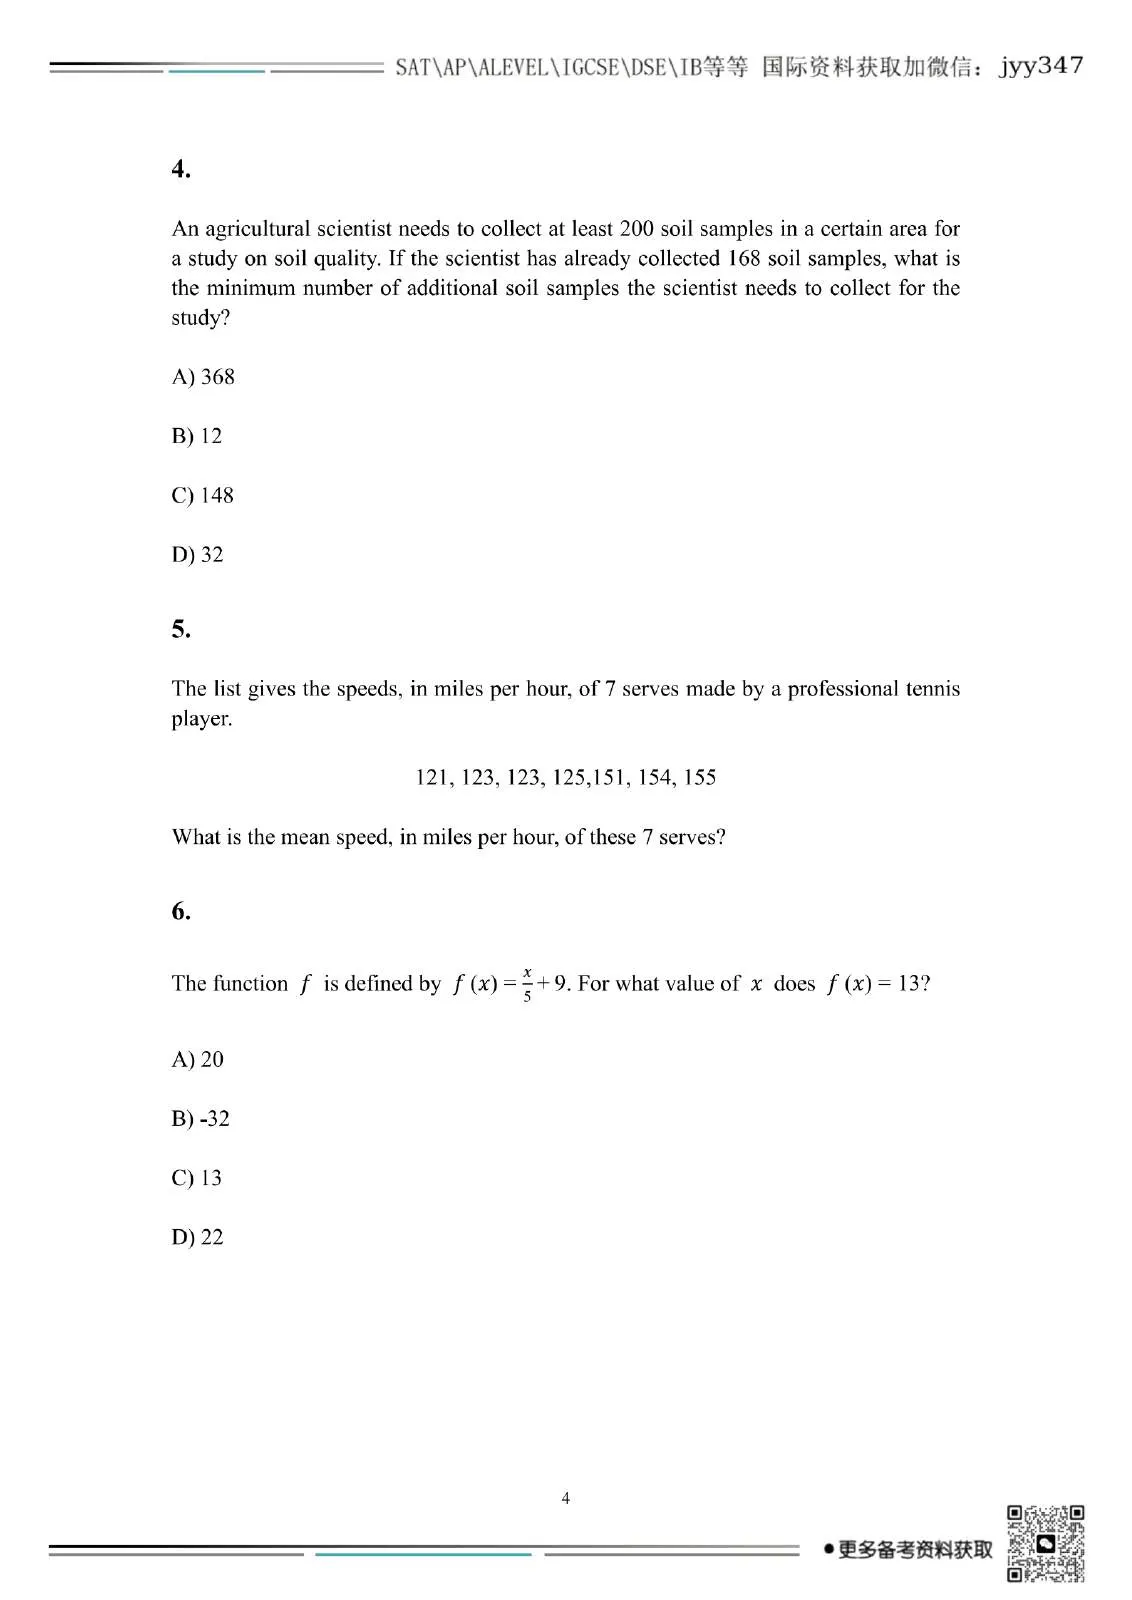 SAT\AP\ALEVEL\IGCSE\DSE\IB等等 国际资料获取加微信: jyy347
4.
An agricultural scientist needs to collect at least 200 soil samples in a certain area for
a study on soil quality. If the scientist has already collected 168 soil samples, what is
the minimum number of additional soil samples the scientist needs to collect for the
study?
A) 368
B) 12
C) 148
D) 32
5.
The list gives the speeds, in miles per hour, of 7 serves made by a professional tennis
player.
121, 123, 123, 125,151, 154, 155
What is the mean speed, in miles per hour, of these 7 serves?
6.
The function f is defined by f (x) = x/5 + 9. For what value of x does f (x) = 13?
A) 20
B) -32
C) 13
D) 22
4
●更多备考资料获取